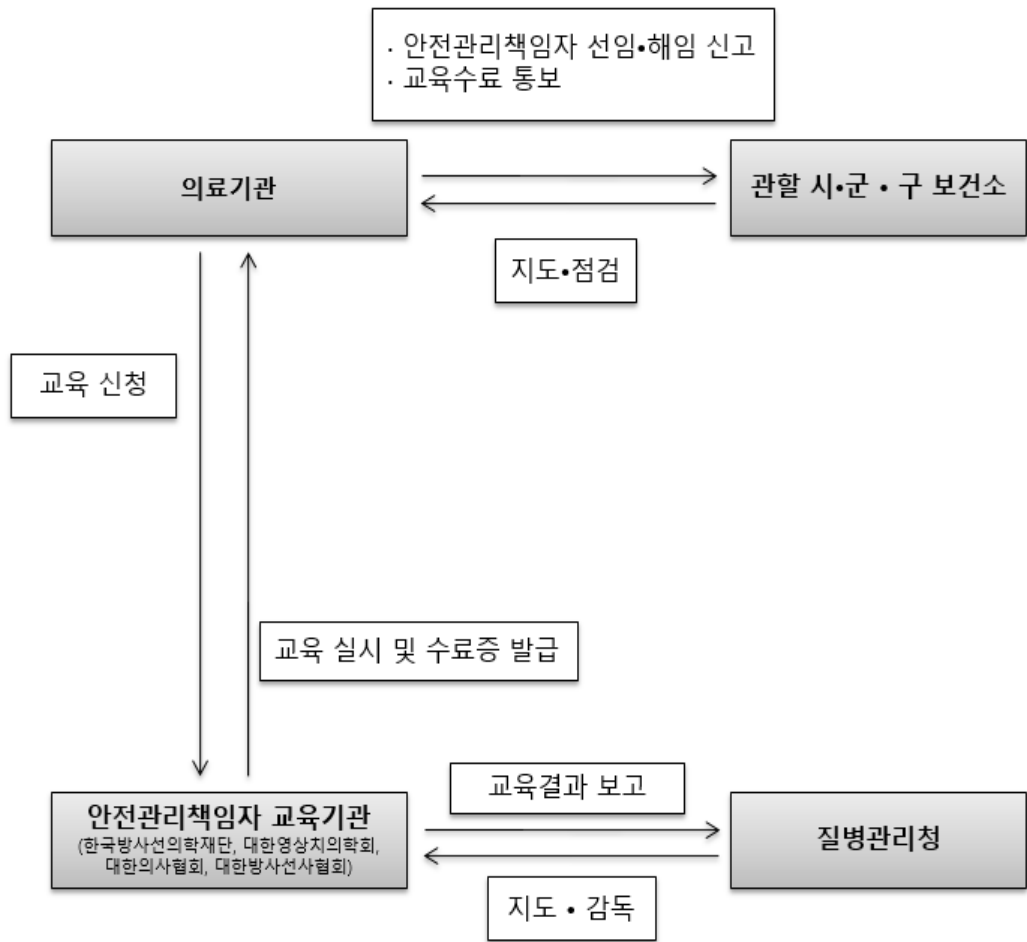 · 안전관리책임자 선임•해임 신고
· 교육수료 통보
의료기관
관할 시•군 • 구 보건소
지도•점검
교육 신청
교육 실시 및 수료증 발급
안전관리책임자 교육기관
(한국방사선의학재단, 대한영상치의학회,
대한의사협회, 대한방사선사협회)
교육결과 보고
질병관리청
지도 • 감독